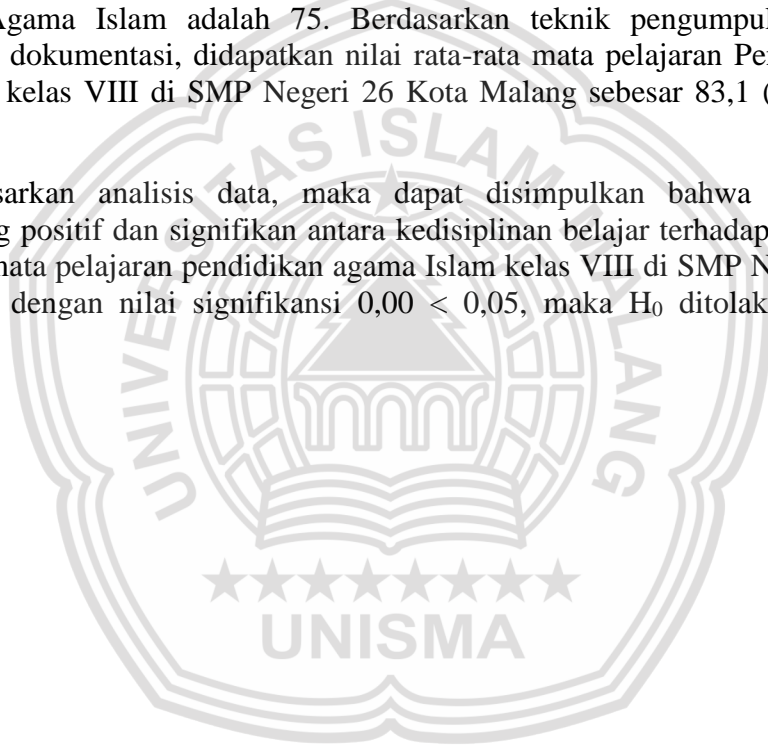 Agama Islam adalah 75. Berdasarkan teknik pengumpul
dokumentasi, didapatkan nilai rata-rata mata pelajaran Pe
kelas VIII di SMP Negeri 26 Kota Malang sebesar 83,1 (
sarkan analisis data, maka dapat disimpulkan bahwa
g positif dan signifikan antara kedisiplinan belajar terhadap
mata pelajaran pendidikan agama Islam kelas VIII di SMP N
dengan nilai signifikansi 0,00 < 0,05, maka H₀ ditolak
UNIVERSITAS ISLAM MALANG
UNISMA